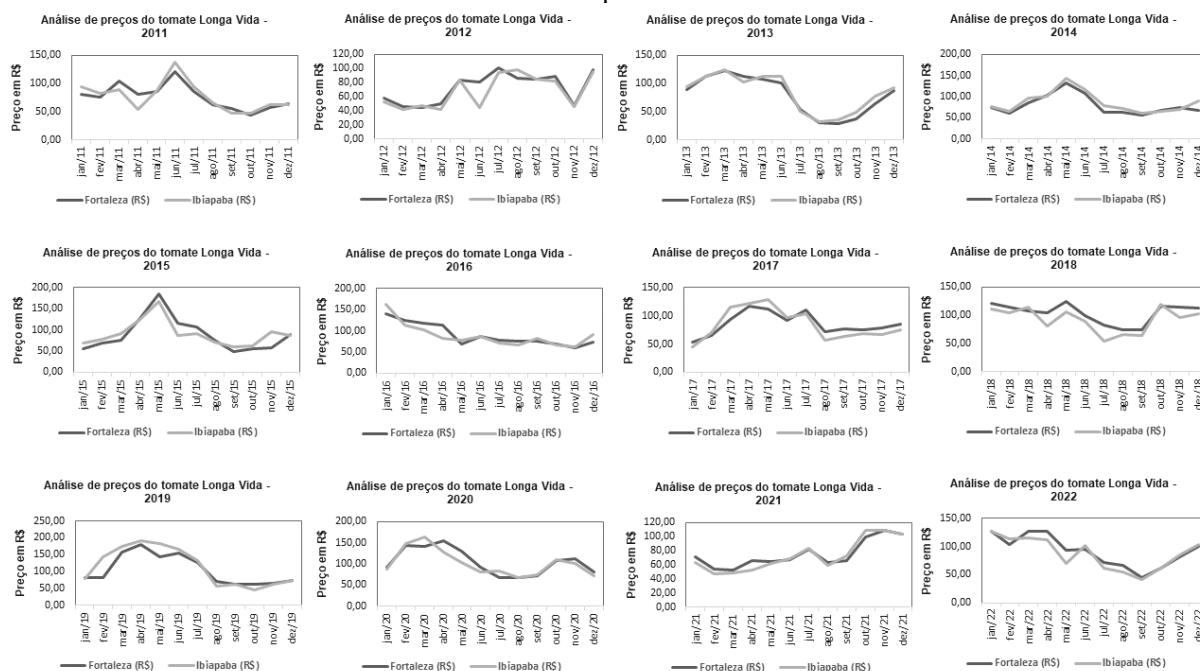 Análise de preços do tomate Longa Vida -
2011
Preço em R$
150,00
100,00
50,00
0,00
jan/11
fev/11
mar/11
abr/11
mai/11
jun/11
jul/11
ago/11
set/11
out/11
nov/11
dez/11
Fortaleza (R$) Ibiapaba (R$)
Análise de preços do tomate Longa Vida -
2012
Preço em R$
120,00
100,00
80,00
60,00
40,00
20,00
0,00
jan/12
fev/12
mar/12
abr/12
mai/12
jun/12
jul/12
ago/12
set/12
out/12
nov/12
dez/12
Fortaleza (R$) Ibiapaba (R$)
Análise de preços do tomate Longa Vida -
2013
Preço em R$
150,00
100,00
50,00
0,00
jan/13
fev/13
mar/13
abr/13
mai/13
jun/13
jul/13
ago/13
set/13
out/13
nov/13
dez/13
Fortaleza (R$) Ibiapaba (R$)
Análise de preços do tomate Longa Vida -
2014
Preço em R$
200,00
150,00
100,00
50,00
0,00
jan/14
fev/14
mar/14
abr/14
mai/14
jun/14
jul/14
ago/14
set/14
out/14
nov/14
dez/14
Fortaleza (R$) Ibiapaba (R$)
Análise de preços do tomate Longa Vida -
2015
Preço em R$
200,00
150,00
100,00
50,00
0,00
jan/15
fev/15
mar/15
abr/15
mai/15
jun/15
jul/15
ago/15
set/15
out/15
nov/15
dez/15
Fortaleza (R$) Ibiapaba (R$)
Análise de preços do tomate Longa Vida -
2016
Preço em R$
200,00
150,00
100,00
50,00
0,00
jan/16
fev/16
mar/16
abr/16
mai/16
jun/16
jul/16
ago/16
set/16
out/16
nov/16
dez/16
Fortaleza (R$) Ibiapaba (R$)
Análise de preços do tomate Longa Vida -
2017
Preço em R$
150,00
100,00
50,00
0,00
jan/17
fev/17
mar/17
abr/17
mai/17
jun/17
jul/17
ago/17
set/17
out/17
nov/17
dez/17
Fortaleza (R$) Ibiapaba (R$)
Análise de preços do tomate Longa Vida -
2018
Preço em R$
150,00
100,00
50,00
0,00
jan/18
fev/18
mar/18
abr/18
mai/18
jun/18
jul/18
ago/18
set/18
out/18
nov/18
dez/18
Fortaleza (R$) Ibiapaba (R$)
Análise de preços do tomate Longa Vida -
2019
Preço em R$
250,00
200,00
150,00
100,00
50,00
0,00
jan/19
fev/19
mar/19
abr/19
mai/19
jun/19
jul/19
ago/19
set/19
out/19
nov/19
dez/19
Fortaleza (R$) Ibiapaba (R$)
Análise de preços do tomate Longa Vida -
2020
Preço em R$
200,00
150,00
100,00
50,00
0,00
jan/20
fev/20
mar/20
abr/20
mai/20
jun/20
jul/20
ago/20
set/20
out/20
nov/20
dez/20
Fortaleza (R$) Ibiapaba (R$)
Análise de preços do tomate Longa Vida -
2021
Preço em R$
120,00
100,00
80,00
60,00
40,00
20,00
0,00
jan/21
fev/21
mar/21
abr/21
mai/21
jun/21
jul/21
ago/21
set/21
out/21
nov/21
dez/21
Fortaleza (R$) Ibiapaba (R$)
Análise de preços do tomate Longa Vida -
2022
Preço em R$
150,00
100,00
50,00
0,00
jan/22
fev/22
mar/22
abr/22
mai/22
jun/22
jul/22
ago/22
set/22
out/22
nov/22
dez/22
Fortaleza (R$) Ibiapaba (R$)